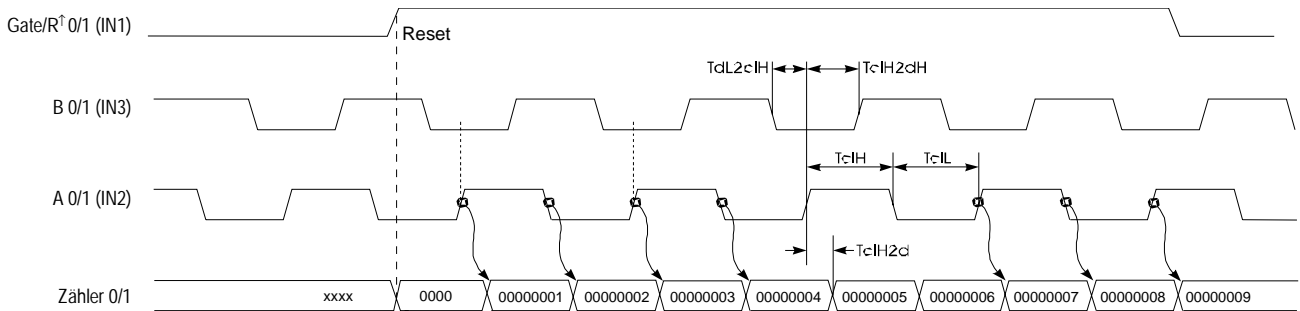 Gate/R↑ 0/1 (IN1)
Reset
TdL2clH
TclH2dH
B 0/1 (IN3)
TclH
TclL
A 0/1 (IN2)
TclH2d
Zähler 0/1
xxxx
0000
00000001
00000002
00000003
00000004
00000005
00000006
00000007
00000008
00000009